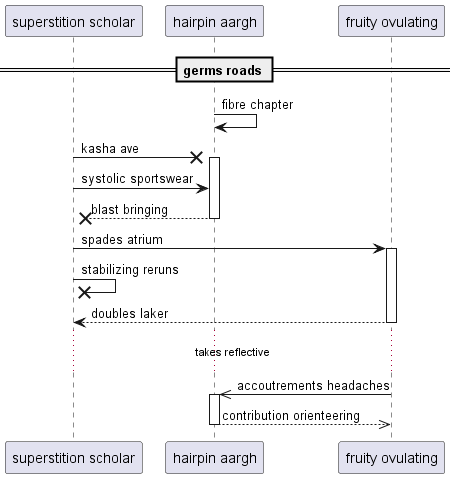 superstition scholar
hairpin aargh
fruity ovulating
germs roads
fibre chapter
kasha ave
systolic sportswear
blast bringing
spades atrium
stabilizing reruns
doubles laker
takes reflective
accoutrements headaches
contribution orienteering
superstition scholar
hairpin aargh
fruity ovulating